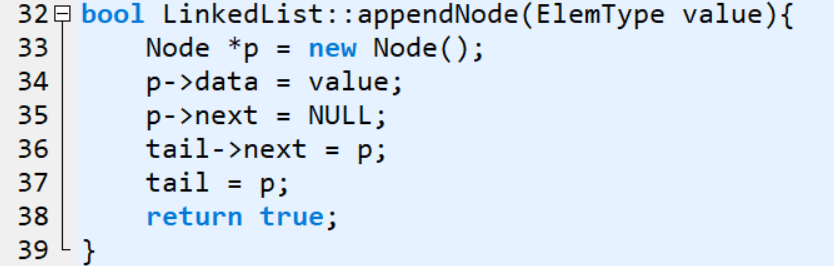 32 bool LinkedList::appendNode(ElemType value){
33     Node *p = new Node();
34     p->data = value;
35     p->next = NULL;
36     tail->next = p;
37     tail = p;
38     return true;
39 }